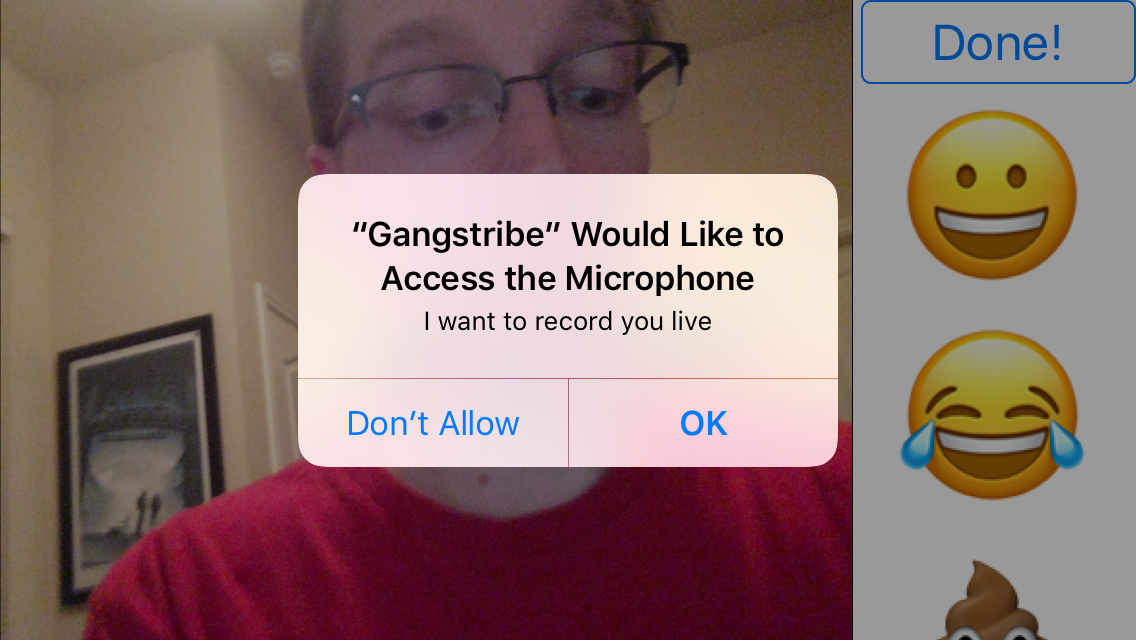 Done!
“Gangstribe” Would Like to
Access the Microphone
I want to record you live
Don’t Allow
OK